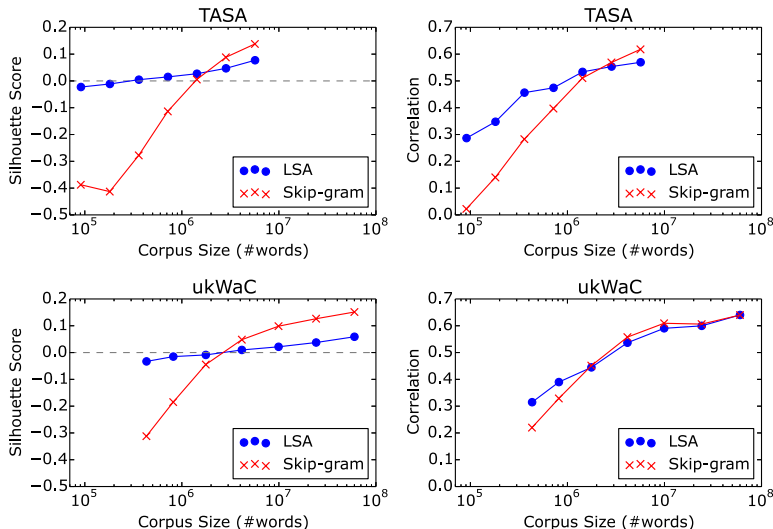 TASA
Silhouette Score
0.2
0.1
0.0
−0.1
−0.2
−0.3
−0.4
−0.5
LSA
Skip-gram
10^5 10^6 10^7 10^8
Corpus Size (#words)
TASA
Correlation
0.7
0.6
0.5
0.4
0.3
0.2
0.1
0.0
LSA
Skip-gram
10^5 10^6 10^7 10^8
Corpus Size (#words)
ukWaC
Silhouette Score
0.2
0.1
0.0
−0.1
−0.2
−0.3
−0.4
−0.5
LSA
Skip-gram
10^5 10^6 10^7 10^8
Corpus Size (#words)
ukWaC
Correlation
0.7
0.6
0.5
0.4
0.3
0.2
0.1
0.0
LSA
Skip-gram
10^5 10^6 10^7 10^8
Corpus Size (#words)